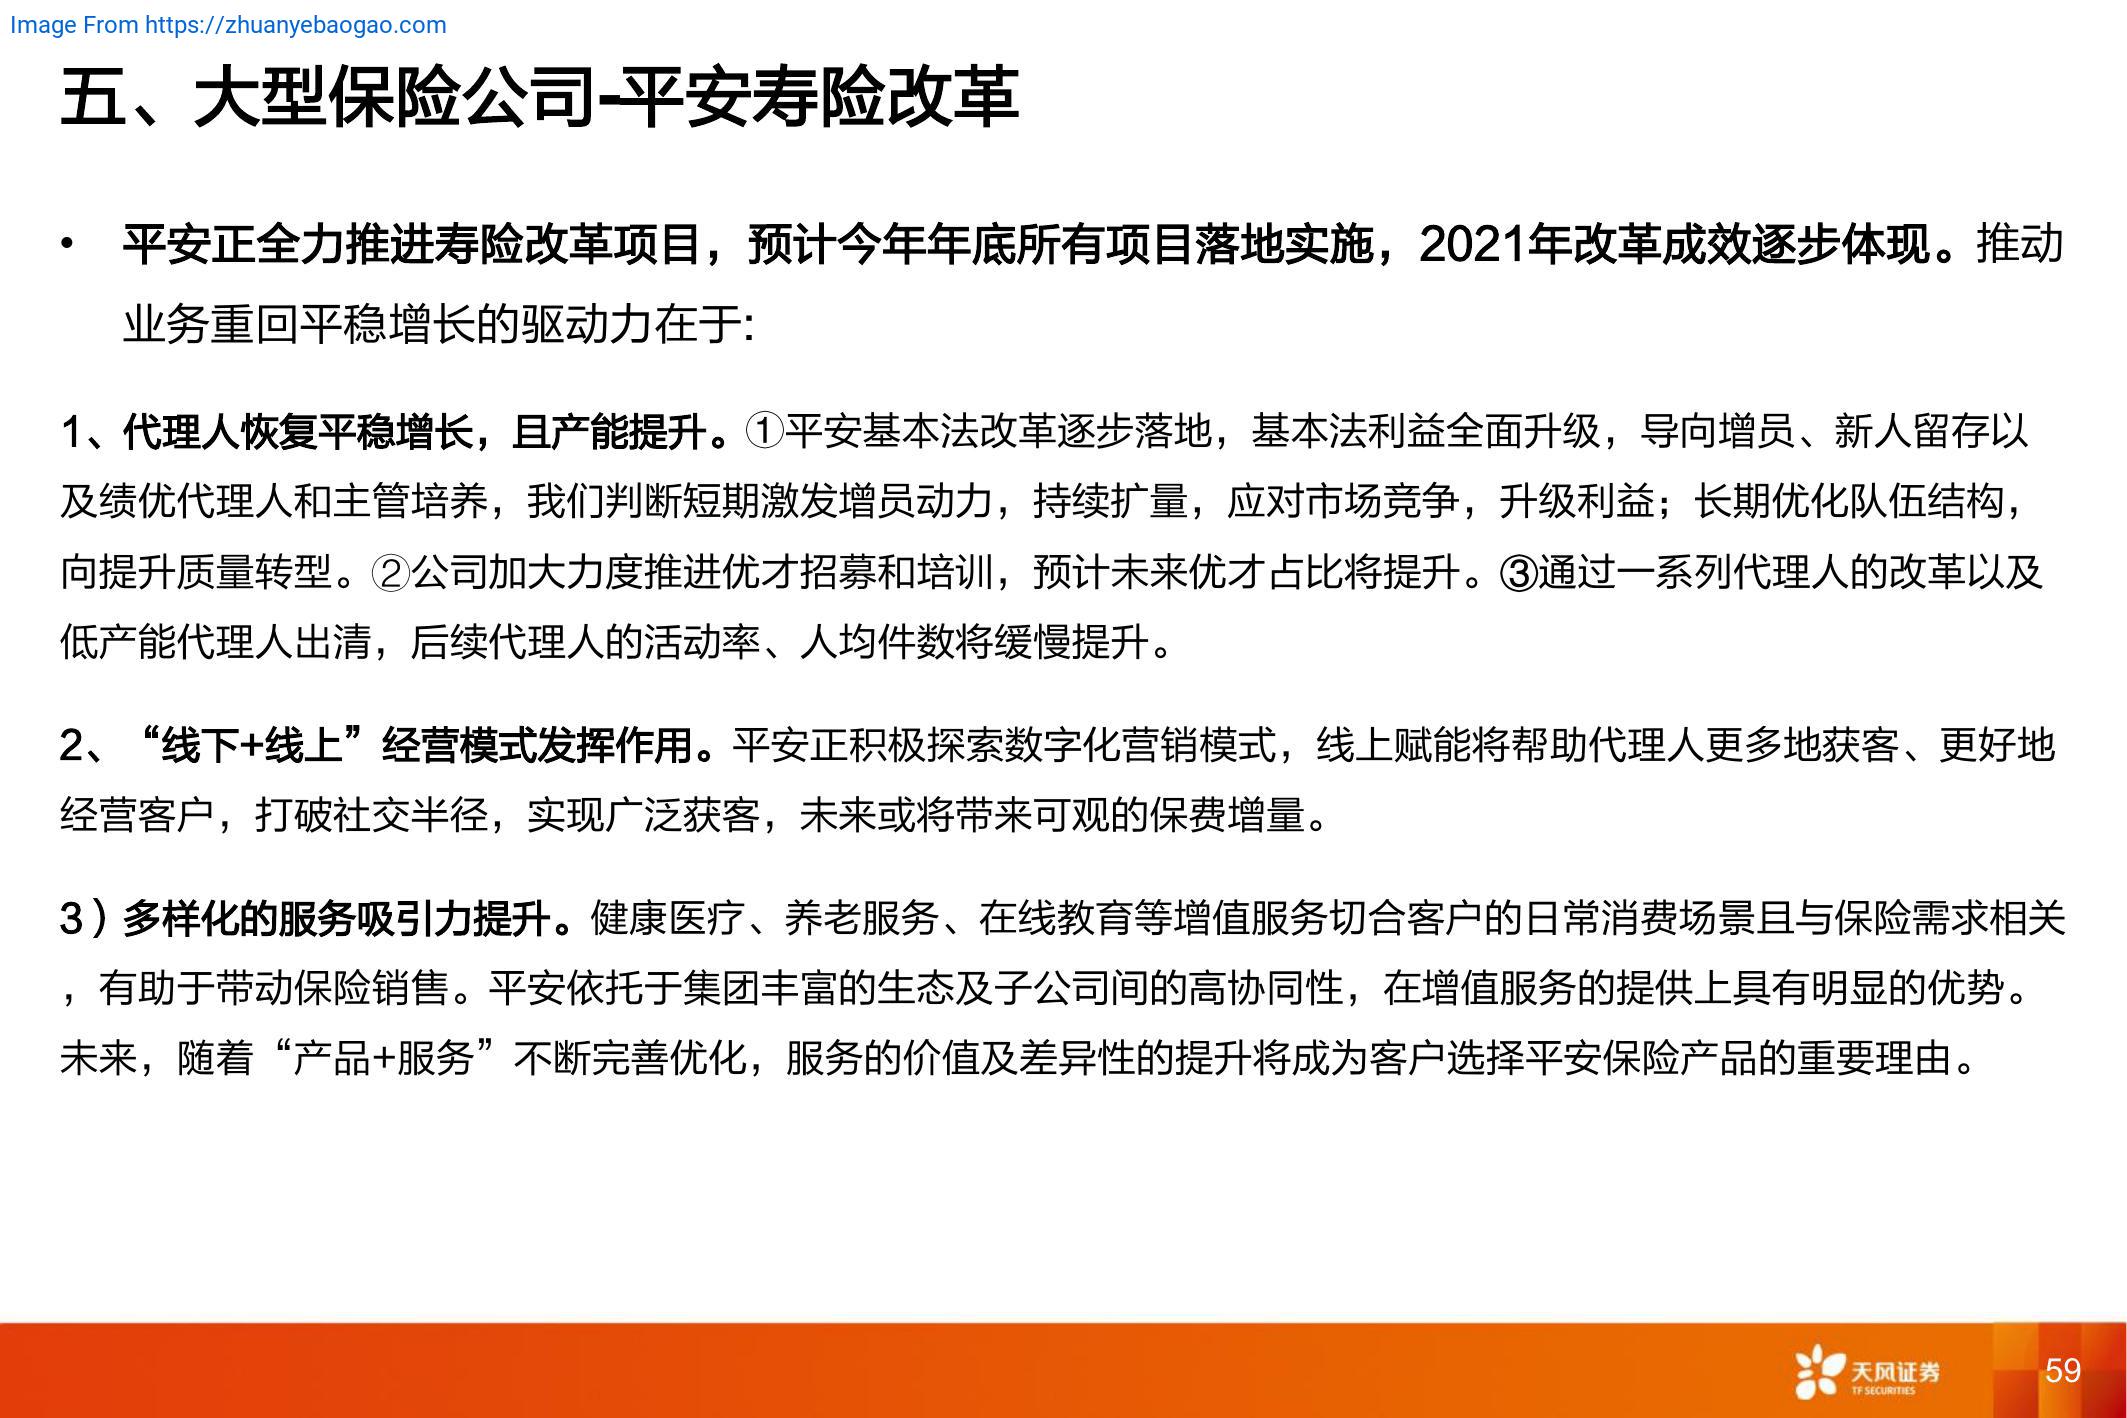 Image From https://zhuanyebaogao.com
五、大型保险公司-平安寿险改革
• 平安正全力推进寿险改革项目，预计今年年底所有项目落地实施，2021年改革成效逐步体现。推动
业务重回平稳增长的驱动力在于:
1、代理人恢复平稳增长，且产能提升。①平安基本法改革逐步落地，基本法利益全面升级，导向增员、新人留存以
及绩优代理人和主管培养，我们判断短期激发增员动力，持续扩量，应对市场竞争，升级利益；长期优化队伍结构，
向提升质量转型。②公司加大力度推进优才招募和培训，预计未来优才占比将提升。③通过一系列代理人的改革以及
低产能代理人出清，后续代理人的活动率、人均件数将缓慢提升。
2、“线下+线上”经营模式发挥作用。平安正积极探索数字化营销模式，线上赋能将帮助代理人更多地获客、更好地
经营客户，打破社交半径，实现广泛获客，未来或将带来可观的保费增量。
3）多样化的服务吸引力提升。健康医疗、养老服务、在线教育等增值服务切合客户的日常消费场景且与保险需求相关
，有助于带动保险销售。平安依托于集团丰富的生态及子公司间的高协同性，在增值服务的提供上具有明显的优势。
未来，随着“产品+服务”不断完善优化，服务的价值及差异性的提升将成为客户选择平安保险产品的重要理由。
天风证券
TF SECURITIES
59